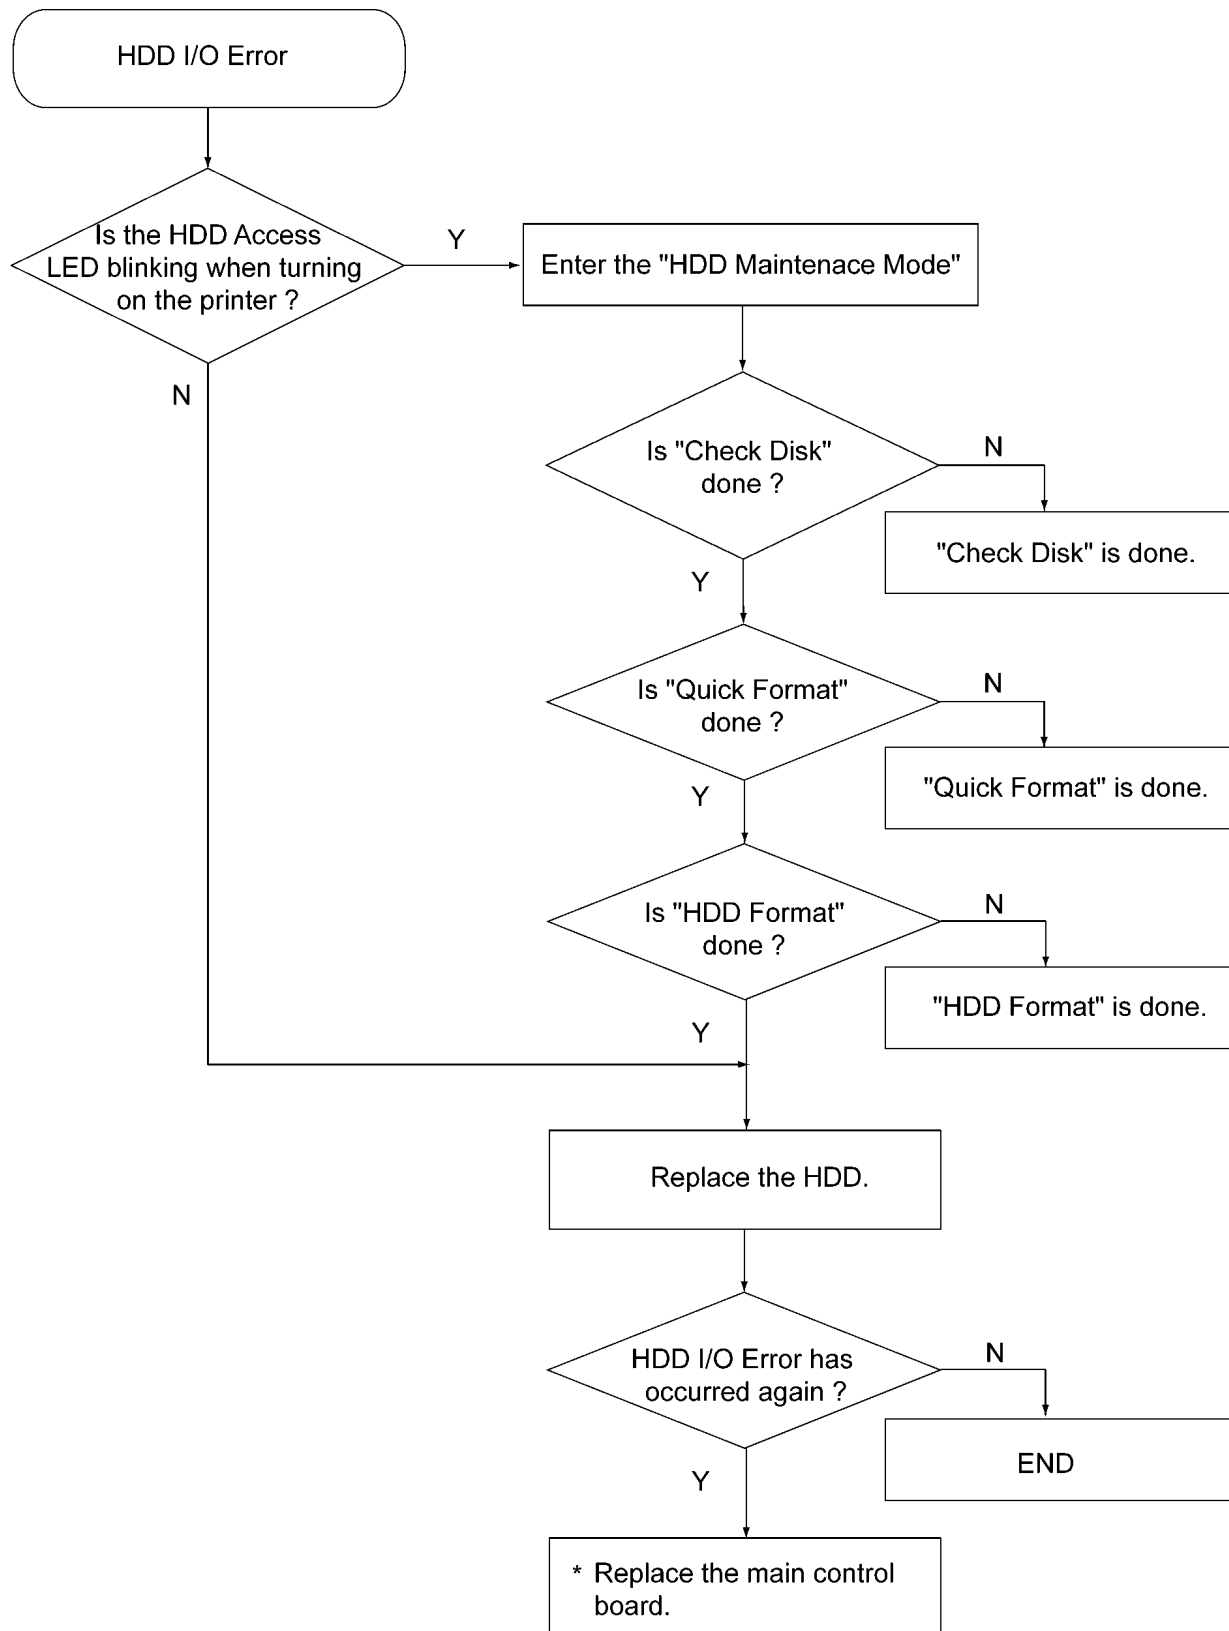 HDD I/O Error
Is the HDD Access
LED blinking when turning
on the printer ?
Y
Enter the "HDD Maintenace Mode"
N
Is "Check Disk"
done ?
N
"Check Disk" is done.
Y
Is "Quick Format"
done ?
N
"Quick Format" is done.
Y
Is "HDD Format"
done ?
N
"HDD Format" is done.
Y
Replace the HDD.
HDD I/O Error has
occurred again ?
N
END
Y
* Replace the main control
board.